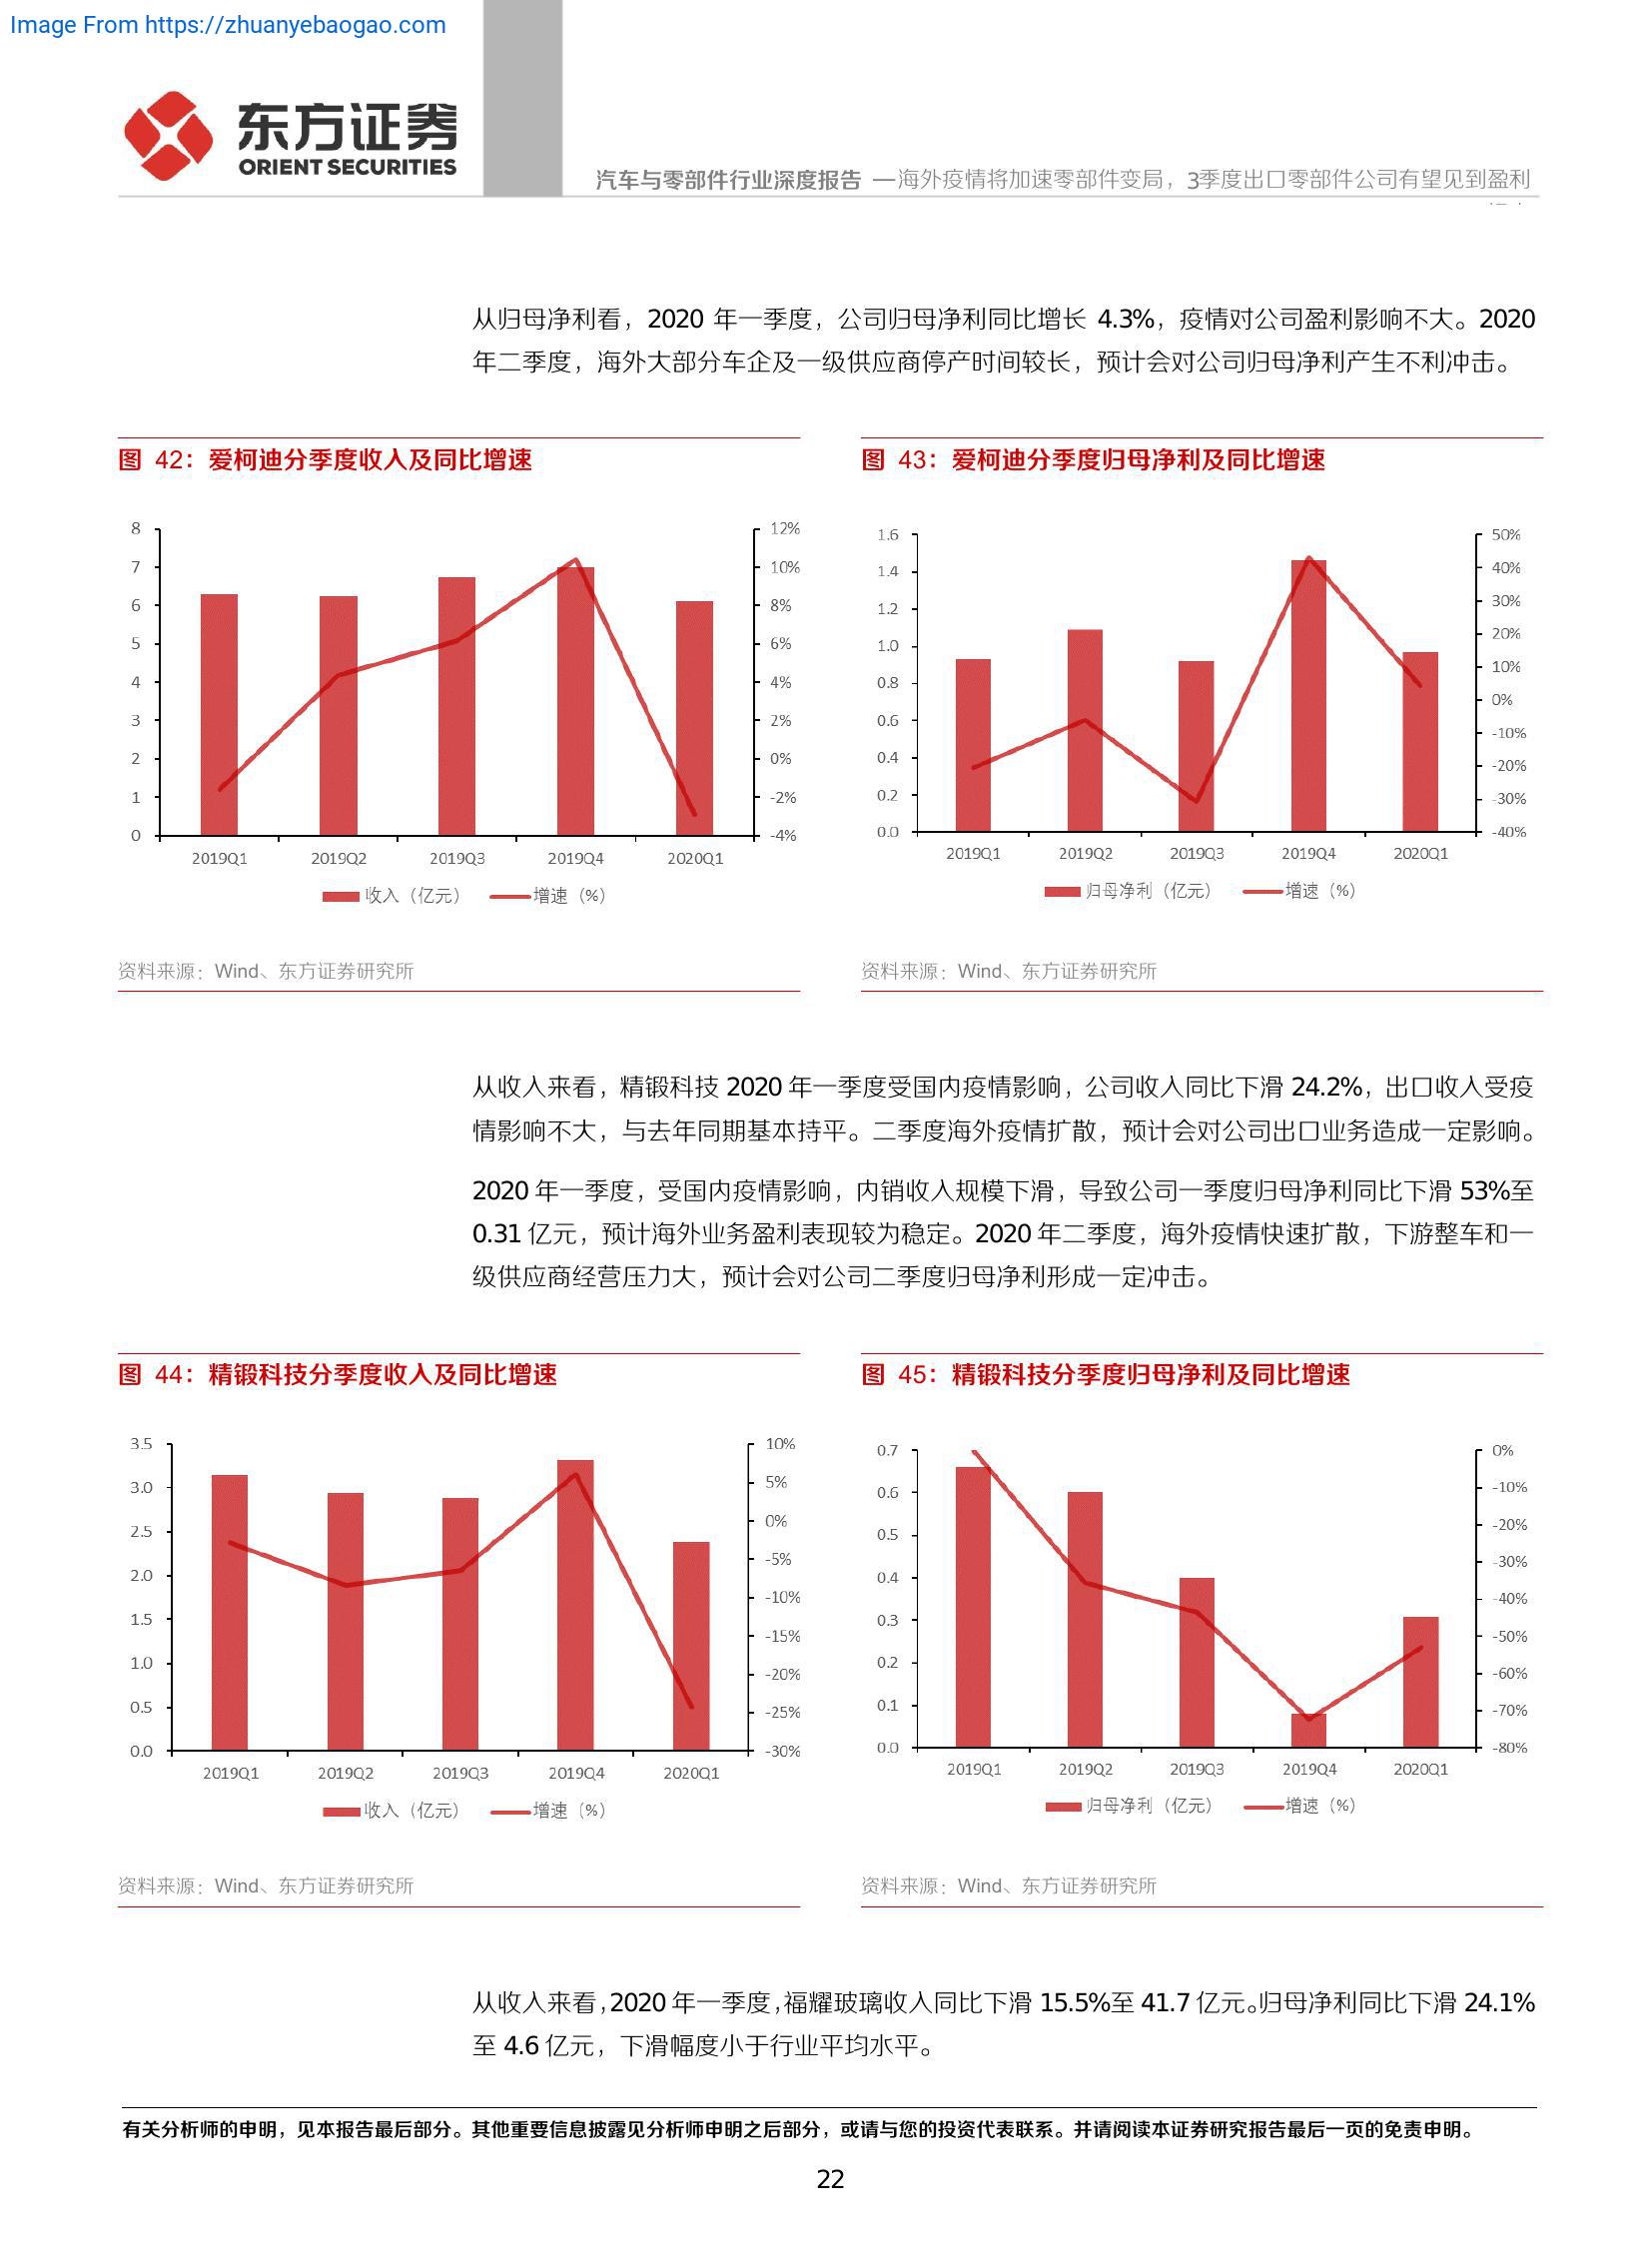 Image From https://zhuanyebaogao.com
东方证券
ORIENT SECURITIES
汽车与零部件行业深度报告 —海外疫情将加速零部件变局，3季度出口零部件公司有望见到盈利
从归母净利看，2020 年一季度，公司归母净利同比增长 4.3%，疫情对公司盈利影响不大。2020
年二季度，海外大部分车企及一级供应商停产时间较长，预计会对公司归母净利产生不利冲击。
图 42：爱柯迪分季度收入及同比增速
8
7
6
5
4
3
2
1
0
12%
10%
8%
6%
4%
2%
0%
-2%
-4%
2019Q1 2019Q2 2019Q3 2019Q4 2020Q1
收入（亿元） 增速（%）
资料来源：Wind、东方证券研究所
图 43：爱柯迪分季度归母净利及同比增速
1.6
1.4
1.2
1.0
0.8
0.6
0.4
0.2
0.0
50%
40%
30%
20%
10%
0%
-10%
-20%
-30%
-40%
2019Q1 2019Q2 2019Q3 2019Q4 2020Q1
归母净利（亿元） 增速（%）
资料来源：Wind、东方证券研究所
从收入来看，精锻科技 2020 年一季度受国内疫情影响，公司收入同比下滑 24.2%，出口收入受疫
情影响不大，与去年同期基本持平。二季度海外疫情扩散，预计会对公司出口业务造成一定影响。
2020 年一季度，受国内疫情影响，内销收入规模下滑，导致公司一季度归母净利同比下滑 53%至
0.31 亿元，预计海外业务盈利表现较为稳定。2020 年二季度，海外疫情快速扩散，下游整车和一
级供应商经营压力大，预计会对公司二季度归母净利形成一定冲击。
图 44：精锻科技分季度收入及同比增速
3.5
3.0
2.5
2.0
1.5
1.0
0.5
0.0
10%
5%
0%
-5%
-10%
-15%
-20%
-25%
-30%
2019Q1 2019Q2 2019Q3 2019Q4 2020Q1
收入（亿元） 增速（%）
资料来源：Wind、东方证券研究所
图 45：精锻科技分季度归母净利及同比增速
0.7
0.6
0.5
0.4
0.3
0.2
0.1
0.0
0%
-10%
-20%
-30%
-40%
-50%
-60%
-70%
-80%
2019Q1 2019Q2 2019Q3 2019Q4 2020Q1
归母净利（亿元） 增速（%）
资料来源：Wind、东方证券研究所
从收入来看，2020 年一季度，福耀玻璃收入同比下滑 15.5%至 41.7 亿元。归母净利同比下滑 24.1%
至 4.6 亿元，下滑幅度小于行业平均水平。
有关分析师的申明，见本报告最后部分。其他重要信息披露见分析师申明之后部分，或请与您的投资代表联系。并请阅读本证券研究报告最后一页的免责申明。
22